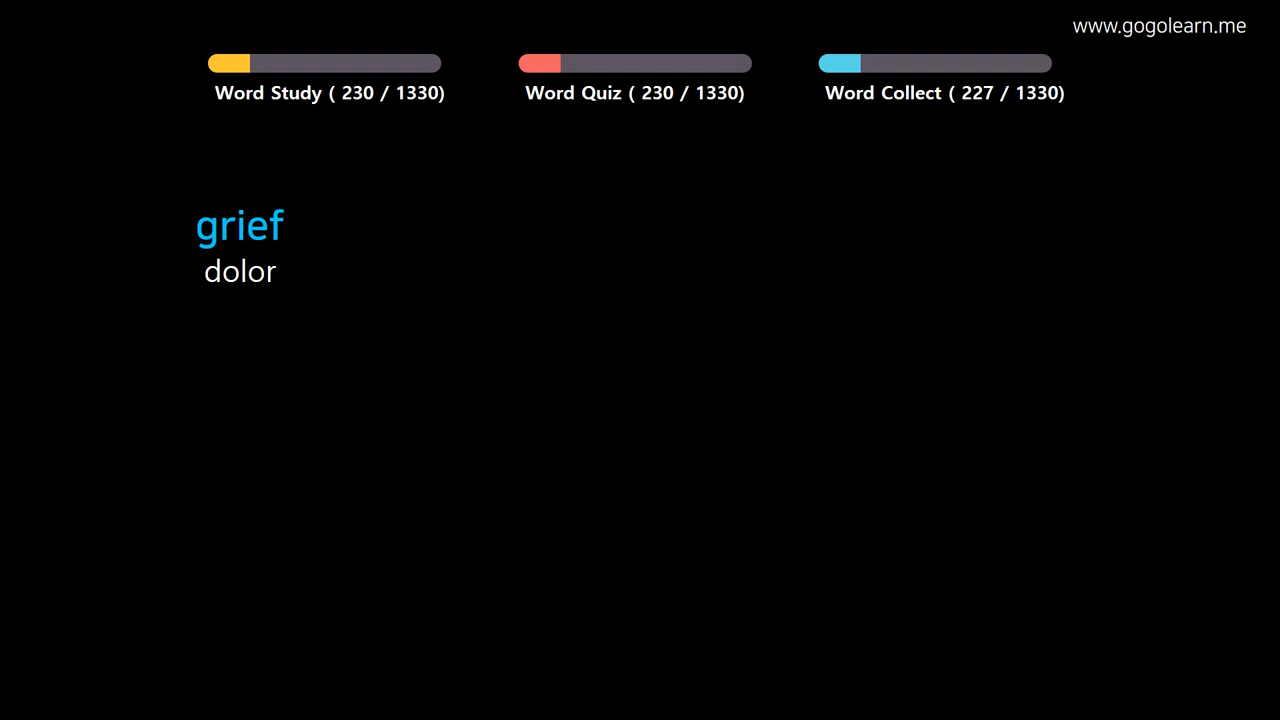 www.gogolearn.me
Word Study ( 230 / 1330)
Word Quiz ( 230 / 1330)
Word Collect ( 227 / 1330)
grief
dolor